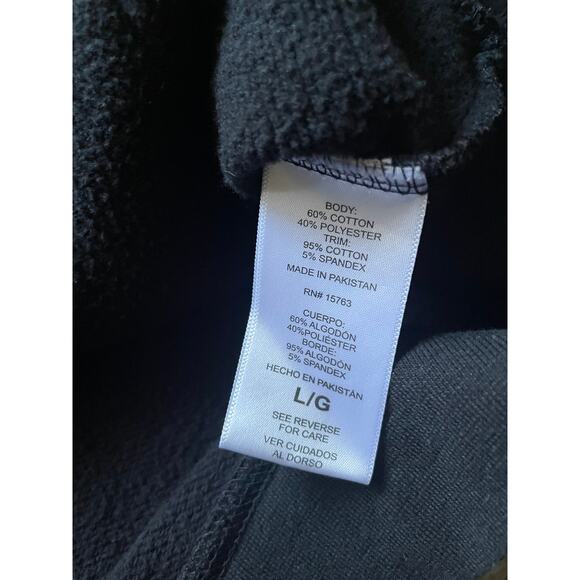 BODY:
60% COTTON
40% POLYESTER
TRIM:
95% COTTON
5% SPANDEX
MADE IN PAKISTAN
RN# 15763
CUERPO:
60% ALGODÓN
40%POLIÉSTER
BORDE:
95% ALGODÓN
5% SPANDEX
HECHO EN PAKISTÁN
L/G
SEE REVERSE
FOR CARE
VER CUIDADOS
AL DORSO